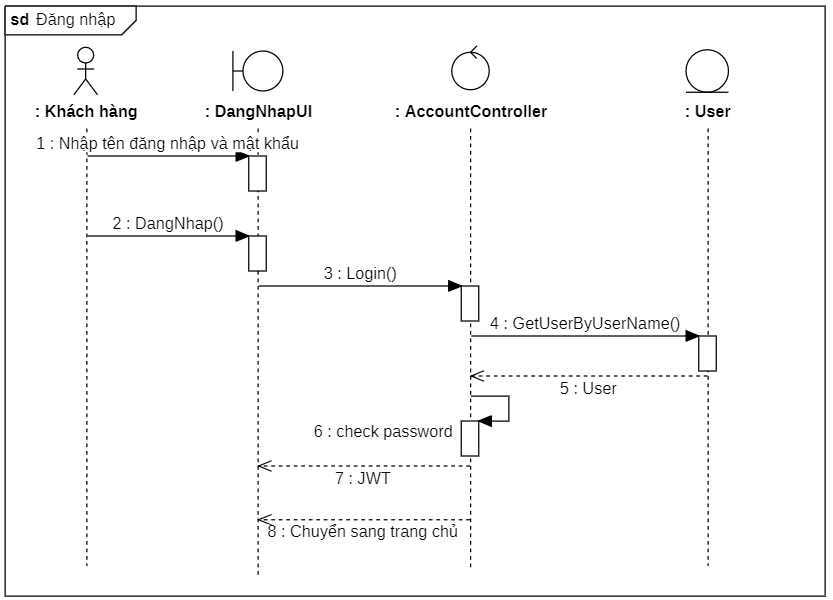 sd Đăng nhập
: Khách hàng
: DangNhapUI
: AccountController
: User
1 : Nhập tên đăng nhập và mật khẩu
2 : DangNhap()
3 : Login()
4 : GetUserByUserName()
5 : User
6 : check password
7 : JWT
8 : Chuyển sang trang chủ